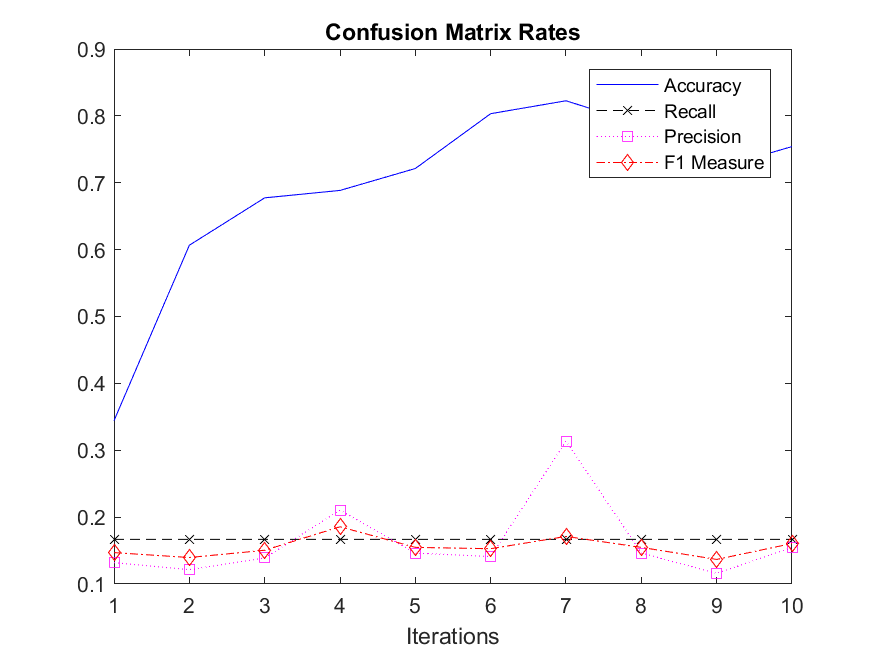 Confusion Matrix Rates
0.9
0.8
0.7
0.6
0.5
0.4
0.3
0.2
0.1
Accuracy
Recall
Precision
F1 Measure
1 2 3 4 5 6 7 8 9 10
Iterations